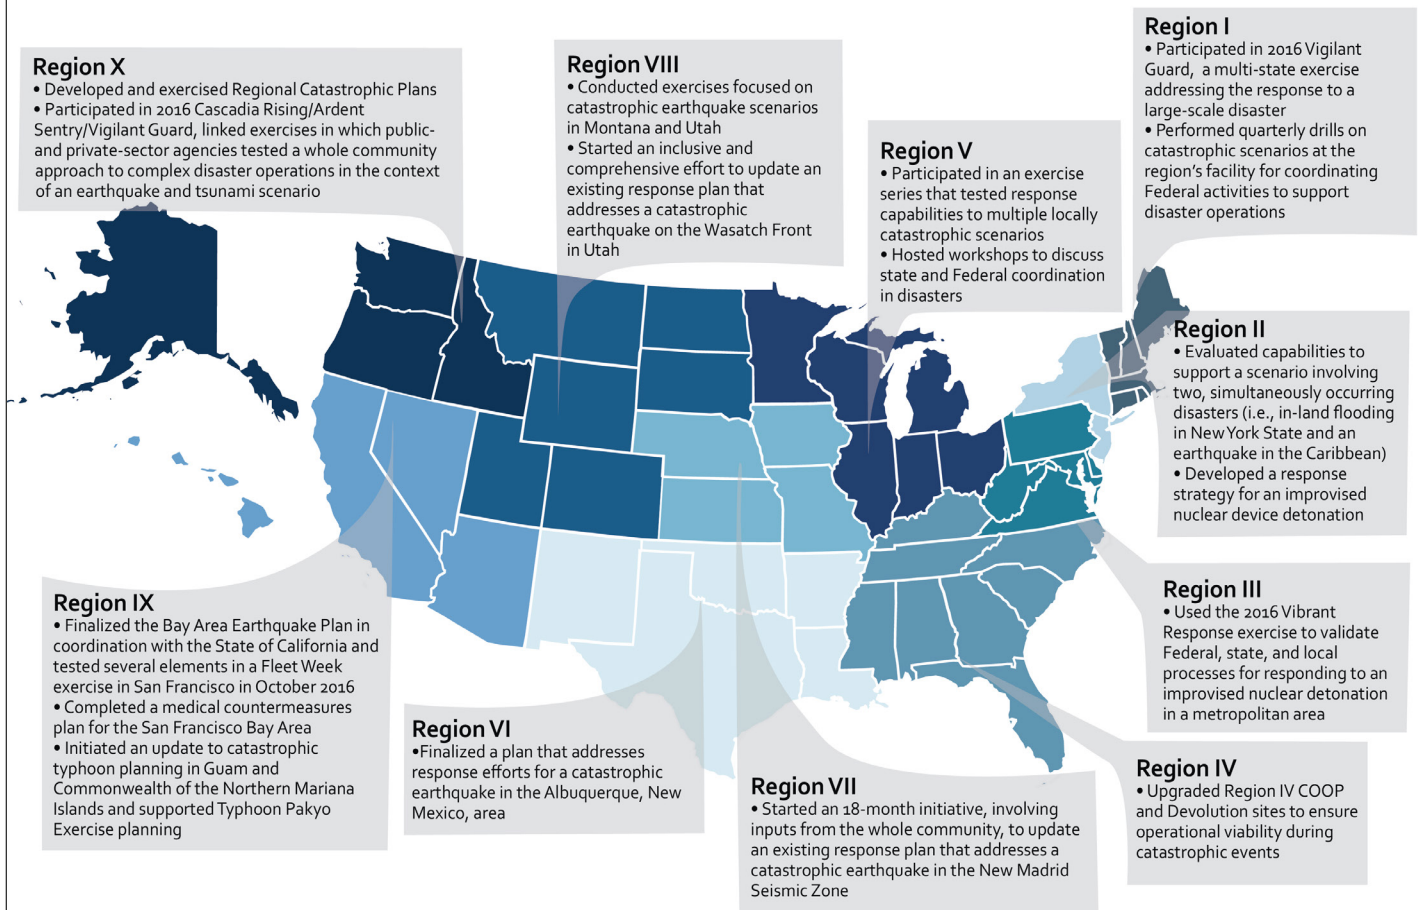 Region X
• Developed and exercised Regional Catastrophic Plans
• Participated in 2016 Cascadia Rising/Ardent
Sentry/Vigilant Guard, linked exercises in which public-
and private-sector agencies tested a whole community
approach to complex disaster operations in the context
of an earthquake and tsunami scenario
Region VIII
• Conducted exercises focused on
catastrophic earthquake scenarios
in Montana and Utah
• Started an inclusive and
comprehensive effort to update an
existing response plan that
addresses a catastrophic
earthquake on the Wasatch Front
in Utah
Region V
• Participated in an exercise
series that tested response
capabilities to multiple locally
catastrophic scenarios
• Hosted workshops to discuss
state and Federal coordination
in disasters
Region I
• Participated in 2016 Vigilant
Guard, a multi-state exercise
addressing the response to a
large-scale disaster
• Performed quarterly drills on
catastrophic scenarios at the
region's facility for coordinating
Federal activities to support
disaster operations
Region II
• Evaluated capabilities to
support a scenario involving
two, simultaneously occurring
disasters (i.e., in-land flooding
in New York State and an
earthquake in the Caribbean)
• Developed a response
strategy for an improvised
nuclear device detonation
Region IX
• Finalized the Bay Area Earthquake Plan in
coordination with the State of California and
tested several elements in a Fleet Week
exercise in San Francisco in October 2016
• Completed a medical countermeasures
plan for the San Francisco Bay Area
• Initiated an update to catastrophic
typhoon planning in Guam and
Commonwealth of the Northern Mariana
Islands and supported Typhoon Pakyo
Exercise planning
Region VI
•Finalized a plan that addresses
response efforts for a catastrophic
earthquake in the Albuquerque, New
Mexico, area
Region VII
• Started an 18-month initiative, involving
inputs from the whole community, to update
an existing response plan that addresses a
catastrophic earthquake in the New Madrid
Seismic Zone
Region III
• Used the 2016 Vibrant
Response exercise to validate
Federal, state, and local
processes for responding to an
improvised nuclear detonation
in a metropolitan area
Region IV
• Upgraded Region IV COOP
and Devolution sites to ensure
operational viability during
catastrophic events